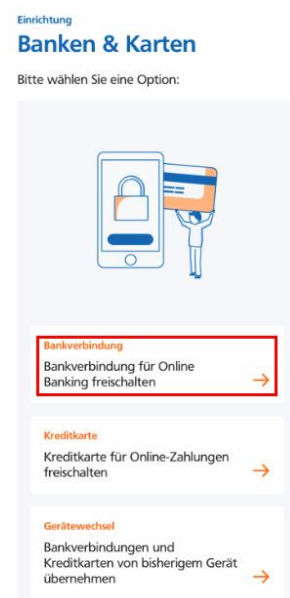 Einrichtung
Banken & Karten
Bitte wählen Sie eine Option:
Bankverbindung
Bankverbindung für Online
Banking freischalten
Kreditkarte
Kreditkarte für Online-Zahlungen
freischalten
Gerätewechsel
Bankverbindungen und
Kreditkarten von bisherigem Gerät
übernehmen